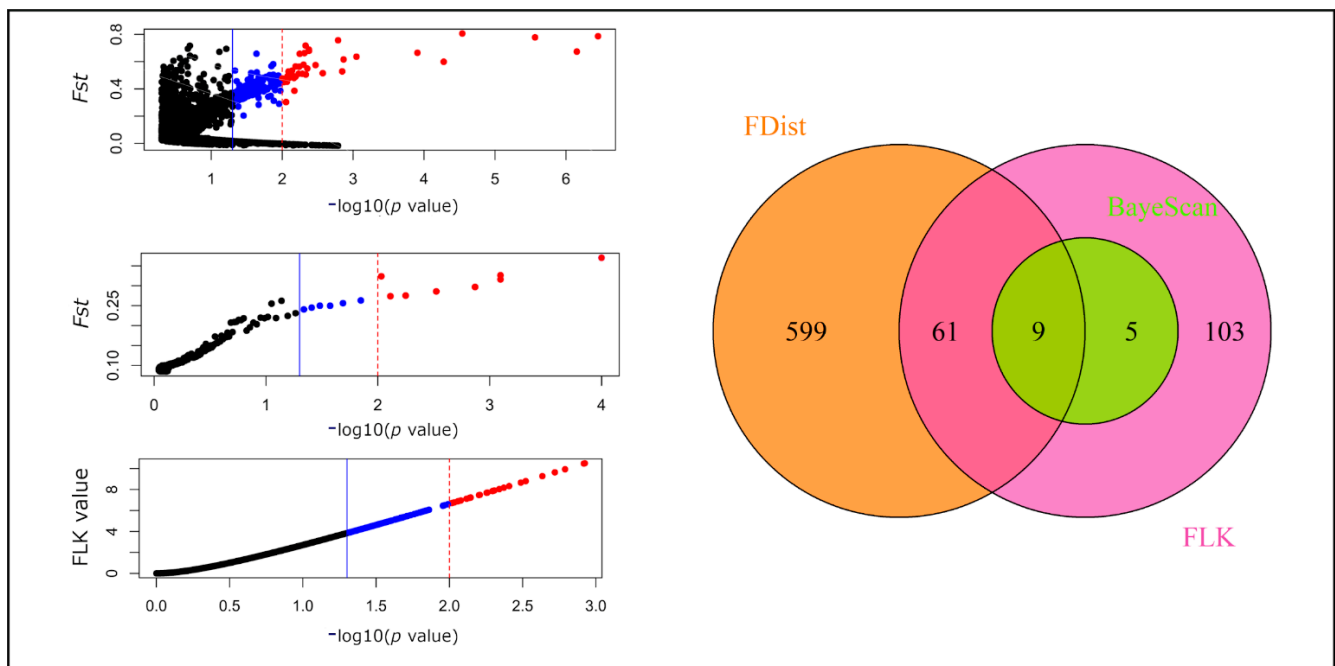 Fst
0.0 0.4 0.8
1 2 3 4 5 6
-log10(p value)
Fst
0.10 0.25
0 1 2 3 4
-log10(p value)
FLK value
0 4 8
0.0 0.5 1.0 1.5 2.0 2.5 3.0
-log10(p value)
FDist
BayeScan
599 61 9 5 103
FLK